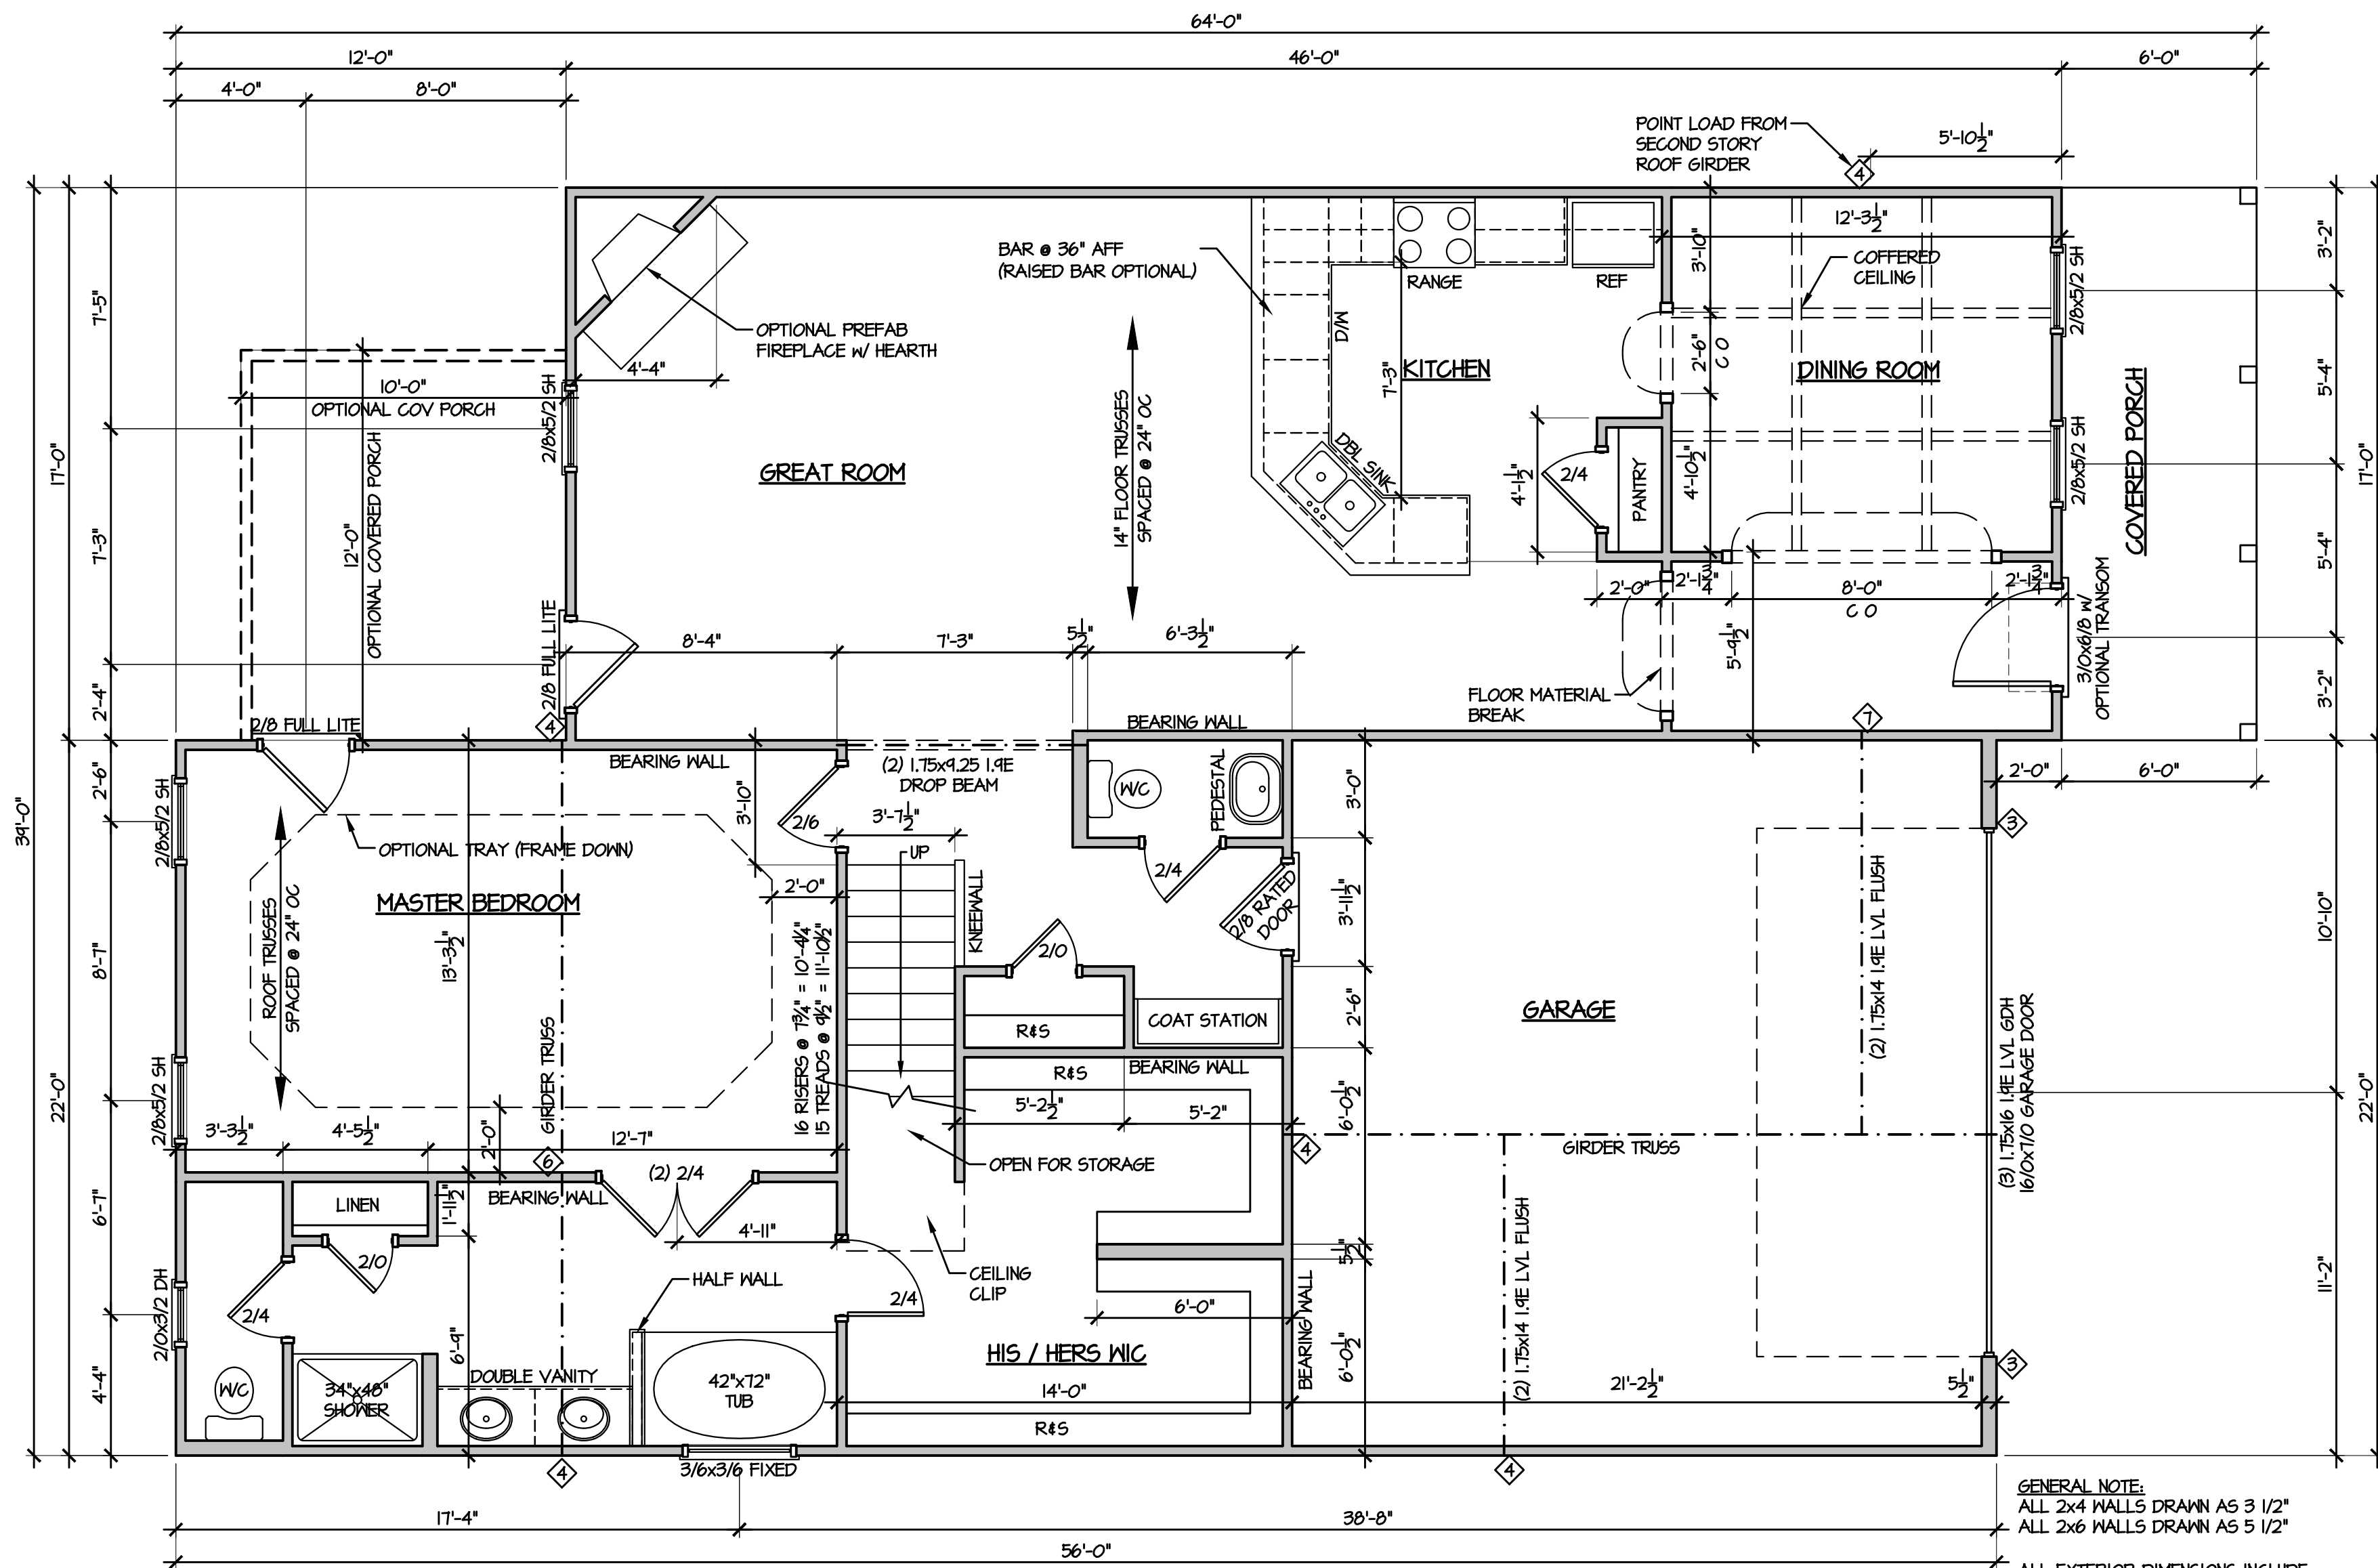 64'-0"
12'-0"
46'-0"
6'-0"
4'-0"
8'-0"
POINT LOAD FROM
SECOND STORY
ROOF GIRDER
4
5'-10 1/2"
39'-0"
17'-0"
7'-5"
7'-3"
2'-4"
10'-0"
OPTIONAL COV PORCH
12'-0"
OPTIONAL COVERED PORCH
2/8x5/2 SH
4'-4"
OPTIONAL PREFAB
FIREPLACE W/ HEARTH
GREAT ROOM
BAR @ 36" AFF
(RAISED BAR OPTIONAL)
14" FLOOR TRUSSES
SPACED @ 24" OC
D/W
RANGE
REF
7'-3"
KITCHEN
DBL SINK
4'-1 1/2"
2/4
PANTRY
3'-10"
2'-6"
C O
4'-10 1/2"
12'-3 1/2"
COFFERED
CEILING
DINING ROOM
2/8x5/2 SH
2/8x5/2 SH
COVERED PORCH
3'-2"
5'-4"
5'-4"
3'-2"
17'-0"
2'-0"
2'-1 3/4"
8'-0"
C O
2'-1 3/4"
5'-9 1/2"
3/0x6/8 W/
OPTIONAL TRANSOM
FLOOR MATERIAL
BREAK
2/8 FULL LITE
8'-4"
7'-3"
5 1/2"
6'-3 1/2"
2/8 FULL LITE
4
BEARING WALL
BEARING WALL
7
2'-0"
6'-0"
22'-0"
2'-6"
8'-7"
6'-7"
4'-4"
2/8x5/2 SH
2/8x5/2 SH
2/0x3/2 DH
OPTIONAL TRAY (FRAME DOWN)
MASTER BEDROOM
ROOF TRUSSES
SPACED @ 24" OC
13'-3 1/2"
GIRDER TRUSS
3'-10"
2/6
2'-0"
(2) 1.75x9.25 1.9E
DROP BEAM
3'-7 1/2"
UP
KNEEWALL
16 RISERS @ 7 3/4" = 10'-4 1/4"
15 TREADS @ 9 1/2" = 11'-10 1/2"
W/C
PEDESTAL
2/4
2/8 RATED
DOOR
2/0
R&S
COAT STATION
BEARING WALL
R&S
5'-2 1/2"
5'-2"
OPEN FOR STORAGE
3'-0"
3'-11 1/2"
2'-6"
6'-0 1/2"
5 1/2"
6'-0 1/2"
GARAGE
(2) 1.75x14 1.9E LVL FLUSH
GIRDER TRUSS
4
(2) 1.75x14 1.9E LVL FLUSH
3
(3) 1.75x16 1.9E LVL GDH
16/0x7/0 GARAGE DOOR
3
10'-10"
11'-2"
22'-0"
3'-3 1/2"
4'-5 1/2"
2'-0"
12'-7"
6
(2) 2/4
BEARING WALL
LINEN
1'-11 1/2"
2/0
2/4
4'-11"
HALF WALL
2/4
CEILING
CLIP
6'-0"
HIS / HERS WIC
BEARING WALL
W/C
34"x48"
SHOWER
6'-9"
DOUBLE VANITY
42"x72"
TUB
14'-0"
R&S
21'-2 1/2"
5 1/2"
4
3/6x3/6 FIXED
4
17'-4"
38'-8"
56'-0"
GENERAL NOTE:
ALL 2x4 WALLS DRAWN AS 3 1/2"
ALL 2x6 WALLS DRAWN AS 5 1/2"
ALL EXTERIOR DIMENSIONS INCLUDE